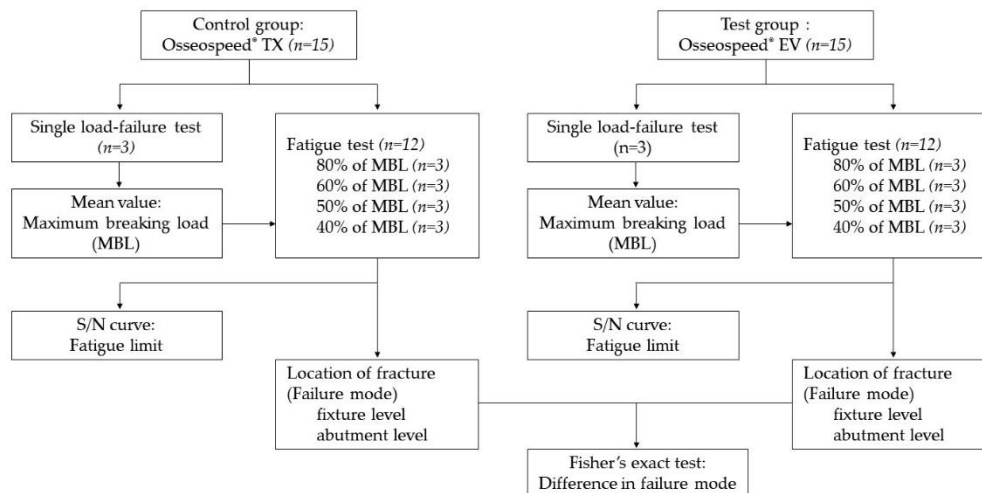 Control group:
Osseospeed® TX (n=15)
Single load-failure test
(n=3)
Mean value:
Maximum breaking load
(MBL)
Fatigue test (n=12)
80% of MBL (n=3)
60% of MBL (n=3)
50% of MBL (n=3)
40% of MBL (n=3)
S/N curve:
Fatigue limit
Location of fracture
(Failure mode)
fixture level
abutment level
Test group :
Osseospeed® EV (n=15)
Single load-failure test
(n=3)
Mean value:
Maximum breaking load
(MBL)
Fatigue test (n=12)
80% of MBL (n=3)
60% of MBL (n=3)
50% of MBL (n=3)
40% of MBL (n=3)
S/N curve:
Fatigue limit
Location of fracture
(Failure mode)
fixture level
abutment level
Fisher's exact test:
Difference in failure mode